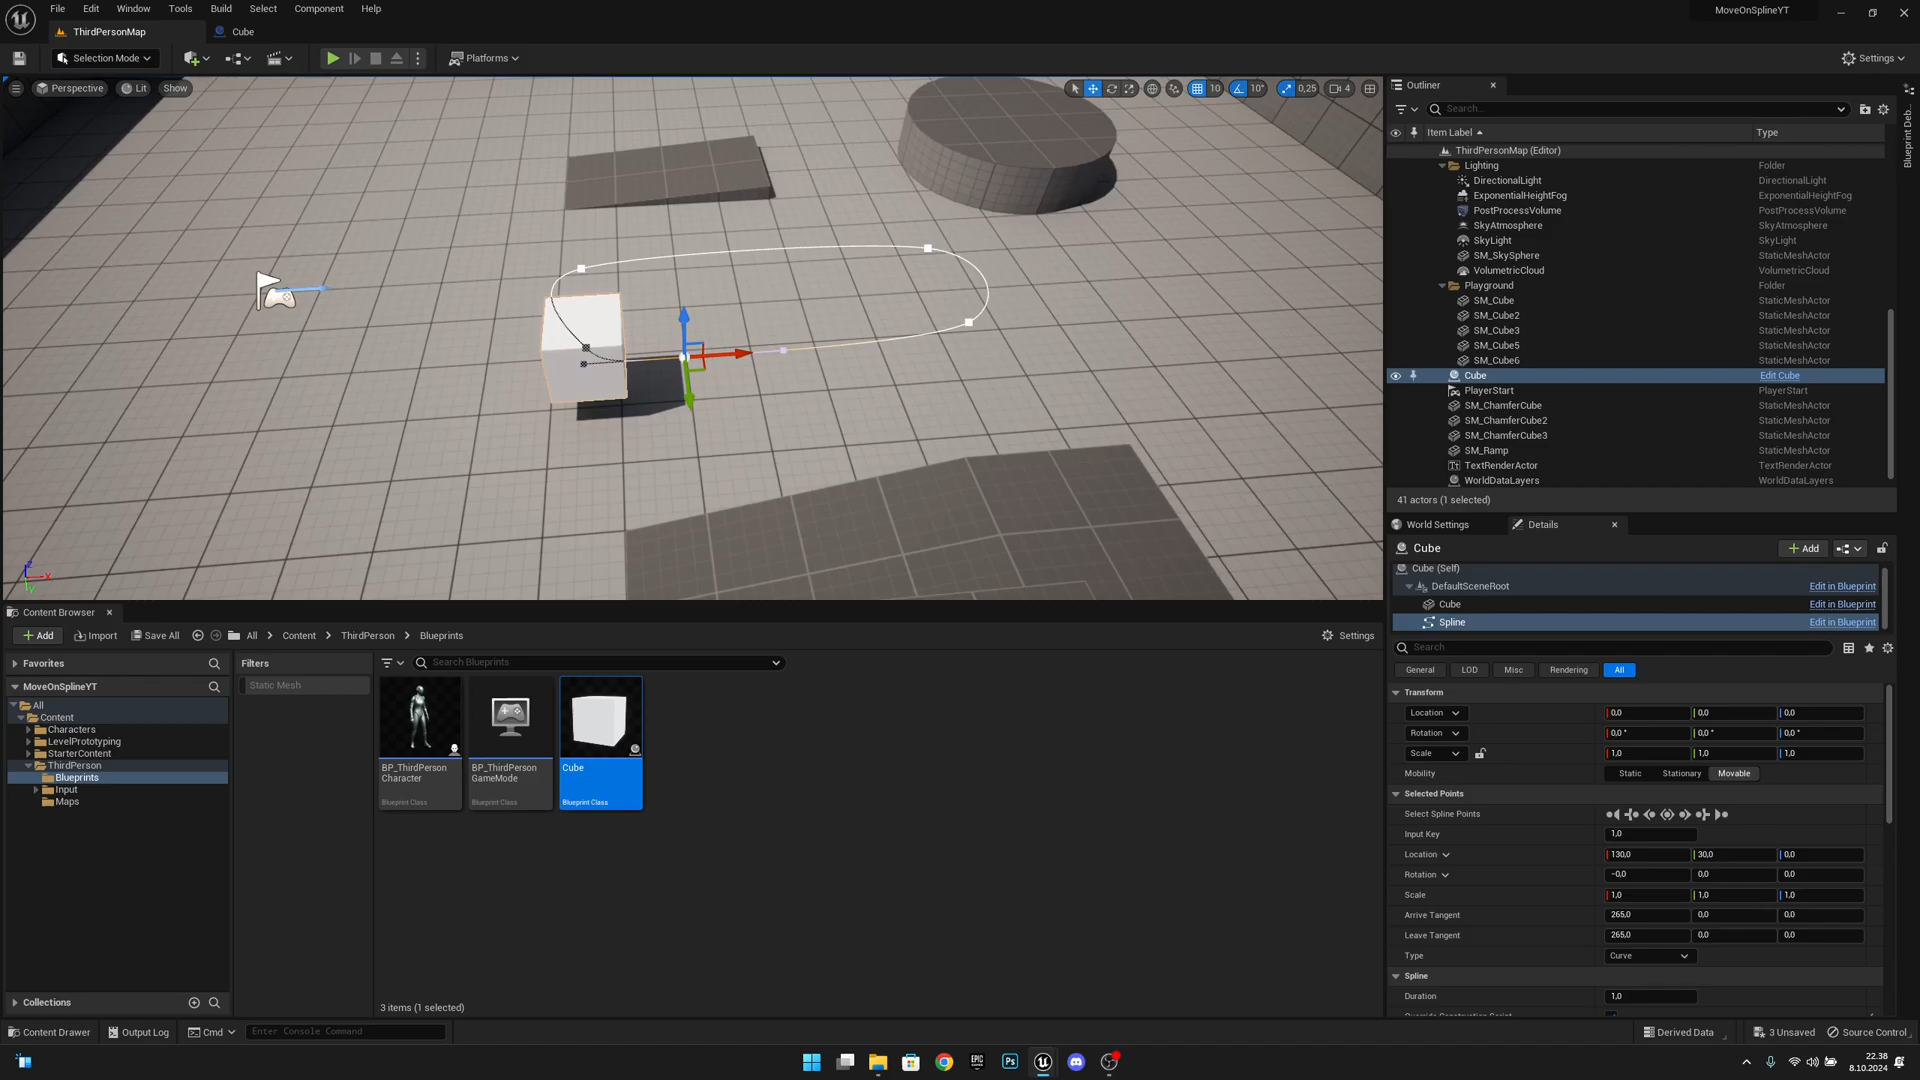 File Edit Window Tools Build Select Component Help
MoveOnSplineYT
ThirdPersonMap
Cube
Selection Mode
Platforms
Settings
Perspective
Lit
Show
10
10°
0,25
4
Outliner
Search...
Item Label
Type
ThirdPersonMap (Editor)
Lighting Folder
DirectionalLight DirectionalLight
ExponentialHeightFog ExponentialHeightFog
PostProcessVolume PostProcessVolume
SkyAtmosphere SkyAtmosphere
SkyLight SkyLight
SM_SkySphere StaticMeshActor
VolumetricCloud VolumetricCloud
Playground Folder
SM_Cube StaticMeshActor
SM_Cube2 StaticMeshActor
SM_Cube3 StaticMeshActor
SM_Cube5 StaticMeshActor
SM_Cube6 StaticMeshActor
Cube Edit Cube
PlayerStart PlayerStart
SM_ChamferCube StaticMeshActor
SM_ChamferCube2 StaticMeshActor
SM_ChamferCube3 StaticMeshActor
SM_Ramp StaticMeshActor
TextRenderActor TextRenderActor
WorldDataLayers WorldDataLayers
41 actors (1 selected)
Blueprint Deb
World Settings
Details
Cube
Add
Cube (Self)
DefaultSceneRoot Edit in Blueprint
Cube Edit in Blueprint
Spline Edit in Blueprint
Search
General LOD Misc Rendering All
Transform
Location 0,0 0,0 0,0
Rotation 0,0 ° 0,0 ° 0,0 °
Scale 1,0 1,0 1,0
Mobility Static Stationary Movable
Selected Points
Select Spline Points
Input Key 1,0
Location 130,0 30,0 0,0
Rotation -0,0 0,0 0,0
Scale 1,0 1,0 1,0
Arrive Tangent 265,0 0,0 0,0
Leave Tangent 265,0 0,0 0,0
Type Curve
Spline
Duration 1,0
Override Construction Script
z
x
y
Content Browser
Add
Import
Save All
All > Content > ThirdPerson > Blueprints
Settings
Favorites
MoveOnSplineYT
All
Content
Characters
LevelPrototyping
StarterContent
ThirdPerson
Blueprints
Input
Maps
Collections
Filters
Static Mesh
Search Blueprints
BP_ThirdPerson
Character
Blueprint Class
BP_ThirdPerson
GameMode
Blueprint Class
Cube
Blueprint Class
3 items (1 selected)
Content Drawer
Output Log
Cmd
Enter Console Command
Derived Data
3 Unsaved
Source Control
EPIC
Ps
22.38
8.10.2024